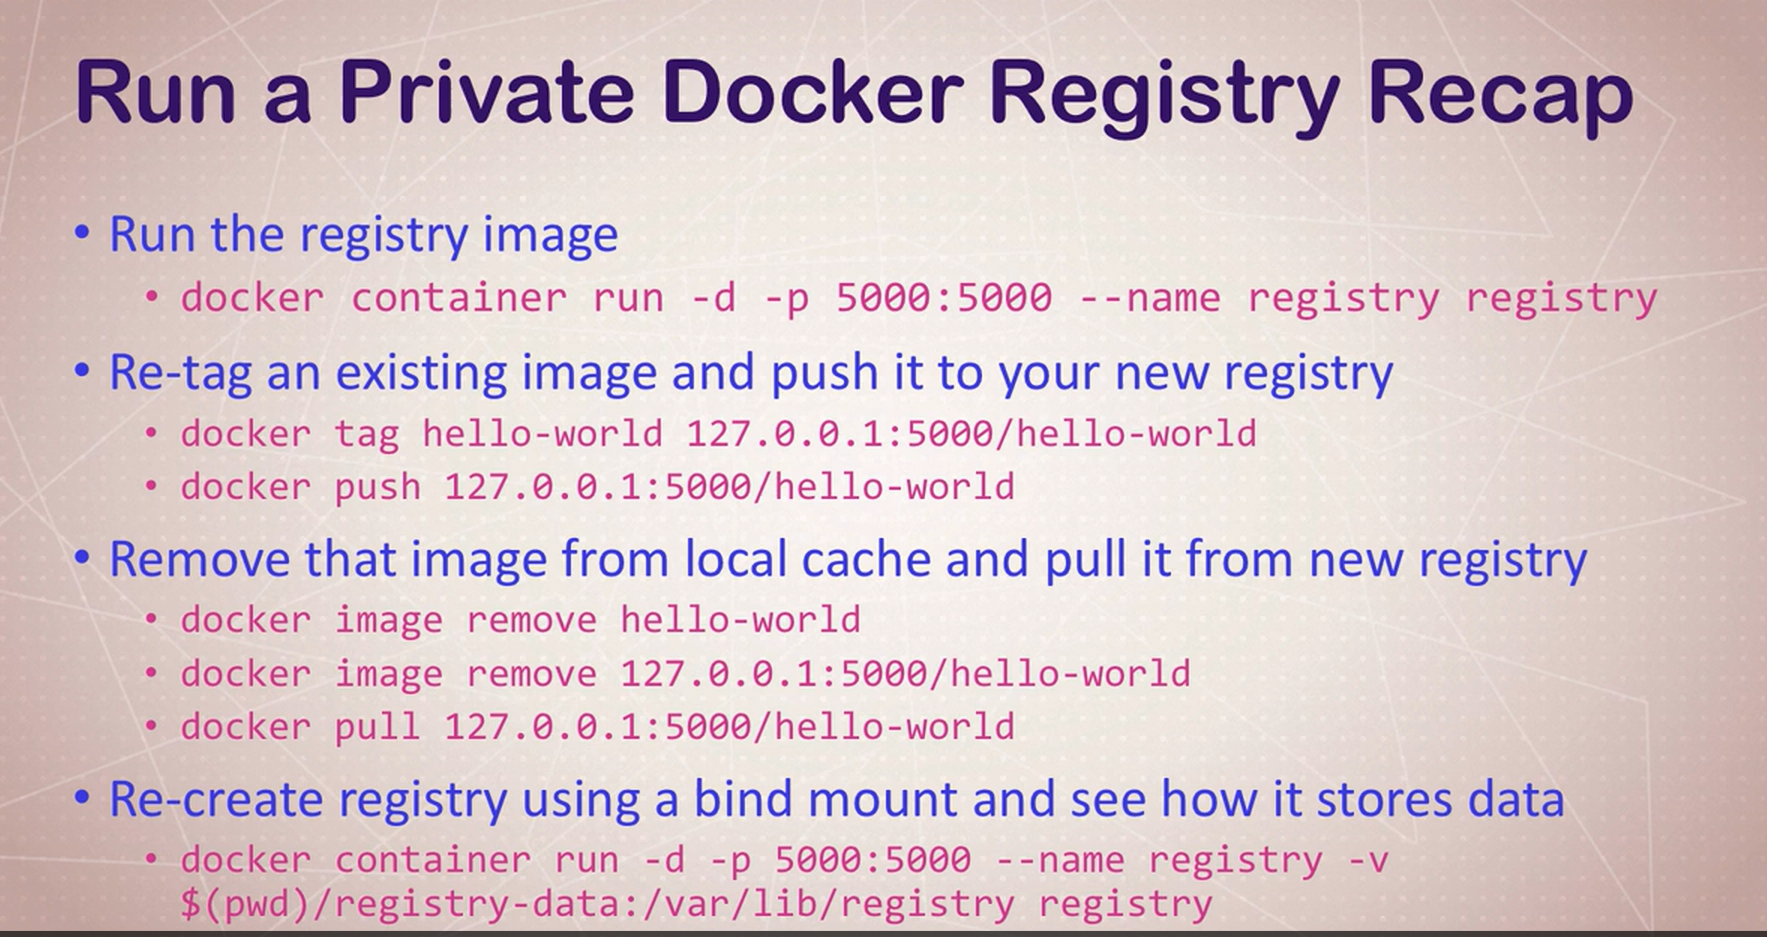 Run a Private Docker Registry Recap
• Run the registry image
• docker container run -d -p 5000:5000 --name registry registry
• Re-tag an existing image and push it to your new registry
• docker tag hello-world 127.0.0.1:5000/hello-world
• docker push 127.0.0.1:5000/hello-world
• Remove that image from local cache and pull it from new registry
• docker image remove hello-world
• docker image remove 127.0.0.1:5000/hello-world
• docker pull 127.0.0.1:5000/hello-world
• Re-create registry using a bind mount and see how it stores data
• docker container run -d -p 5000:5000 --name registry -v
$(pwd)/registry-data:/var/lib/registry registry